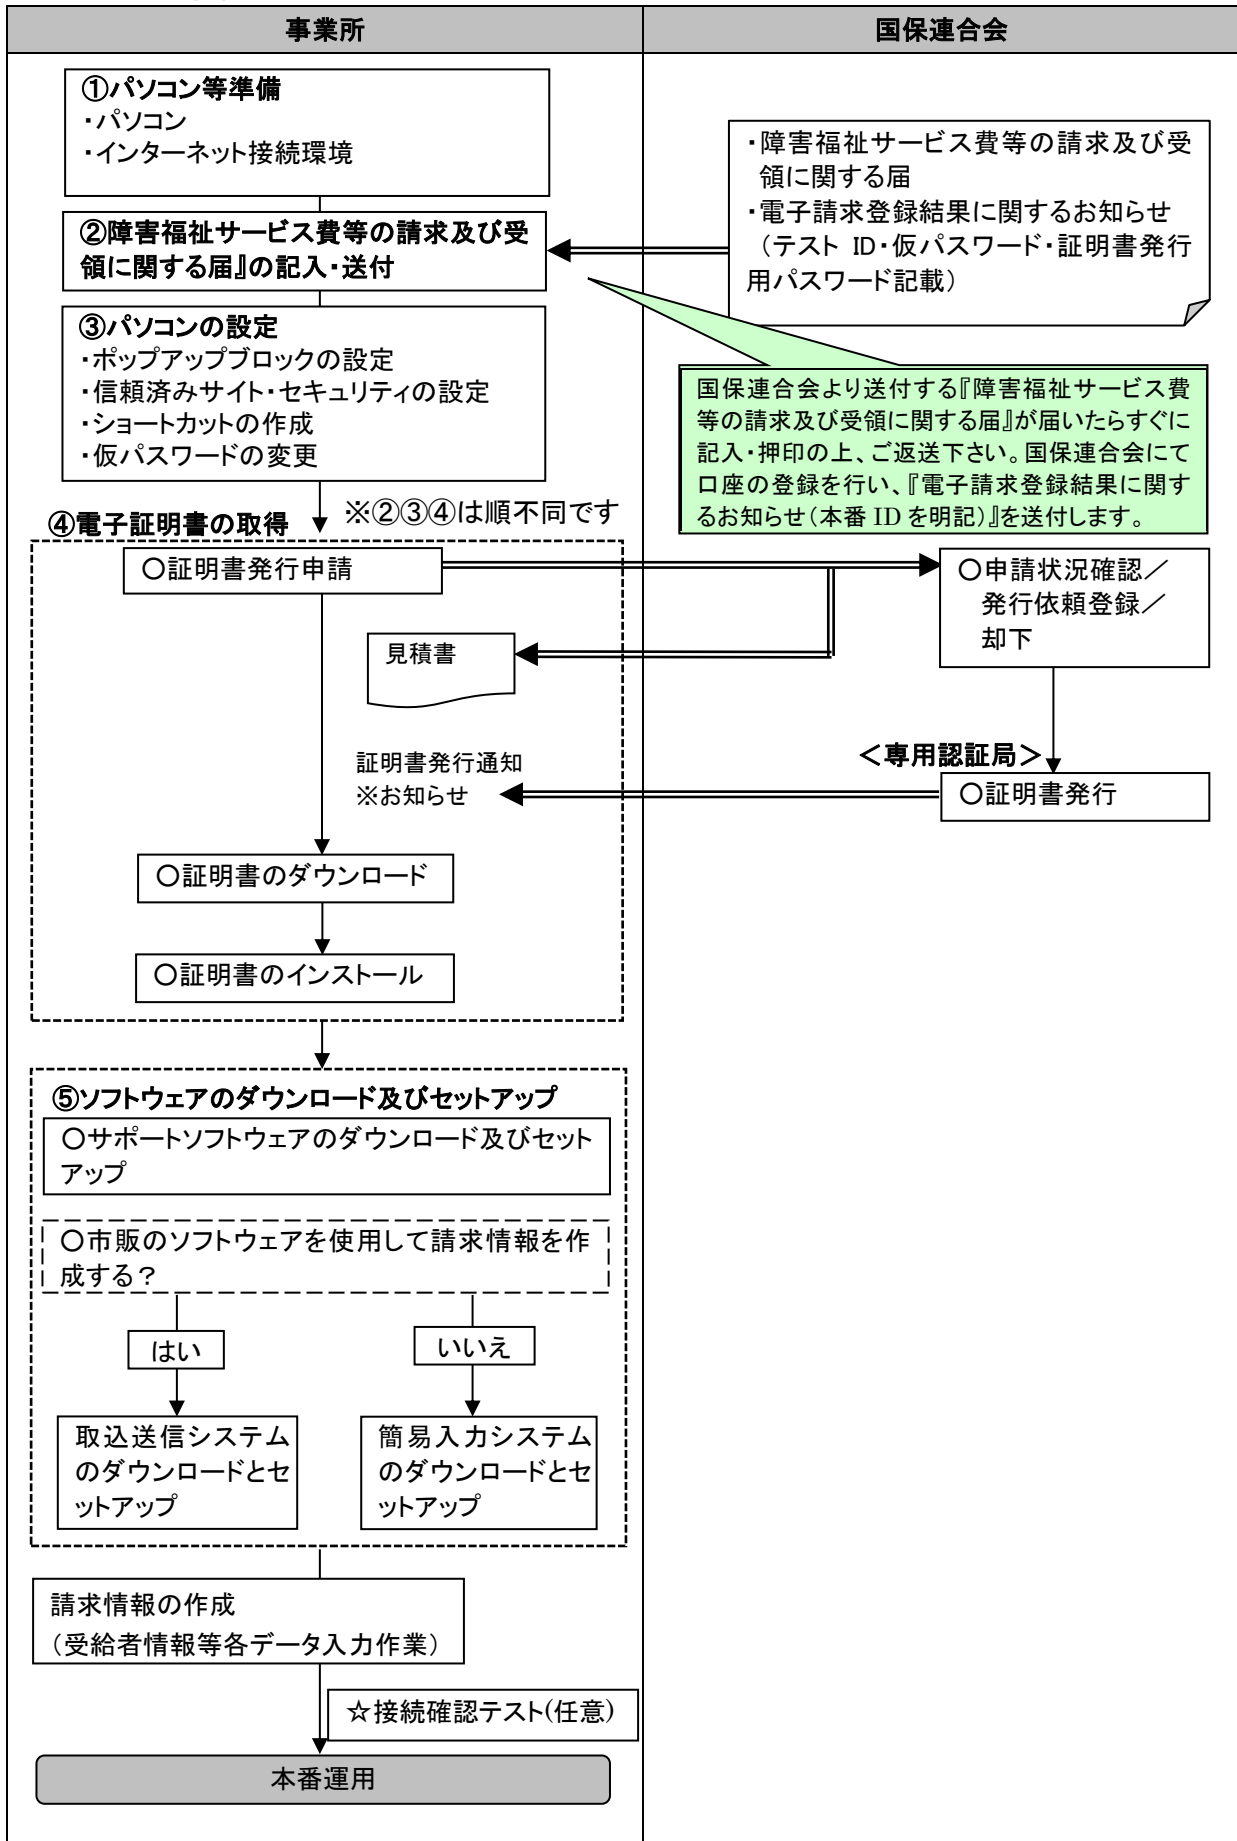 事業所
国保連合会
①パソコン等準備
・パソコン
・インターネット接続環境
・障害福祉サービス費等の請求及び受
領に関する届
・電子請求登録結果に関するお知らせ
（テスト ID・仮パスワード・証明書発行
用パスワード記載）
②障害福祉サービス費等の請求及び受
領に関する届』の記入・送付
③パソコンの設定
・ポップアップブロックの設定
・信頼済みサイト・セキュリティの設定
・ショートカットの作成
・仮パスワードの変更
国保連合会より送付する『障害福祉サービス費
等の請求及び受領に関する届』が届いたらすぐに
記入・押印の上、ご返送下さい。国保連合会にて
口座の登録を行い、『電子請求登録結果に関す
るお知らせ（本番 ID を明記）』を送付します。
※②③④は順不同です
④電子証明書の取得
○証明書発行申請
○申請状況確認／
発行依頼登録／
却下
見積書
＜専用認証局＞
証明書発行通知
※お知らせ
○証明書発行
○証明書のダウンロード
○証明書のインストール
⑤ソフトウェアのダウンロード及びセットアップ
○サポートソフトウェアのダウンロード及びセット
アップ
○市販のソフトウェアを使用して請求情報を作
成する？
はい
いいえ
取込送信システム
のダウンロードとセ
ットアップ
簡易入力システム
のダウンロードとセ
ットアップ
請求情報の作成
（受給者情報等各データ入力作業）
☆接続確認テスト(任意)
本番運用